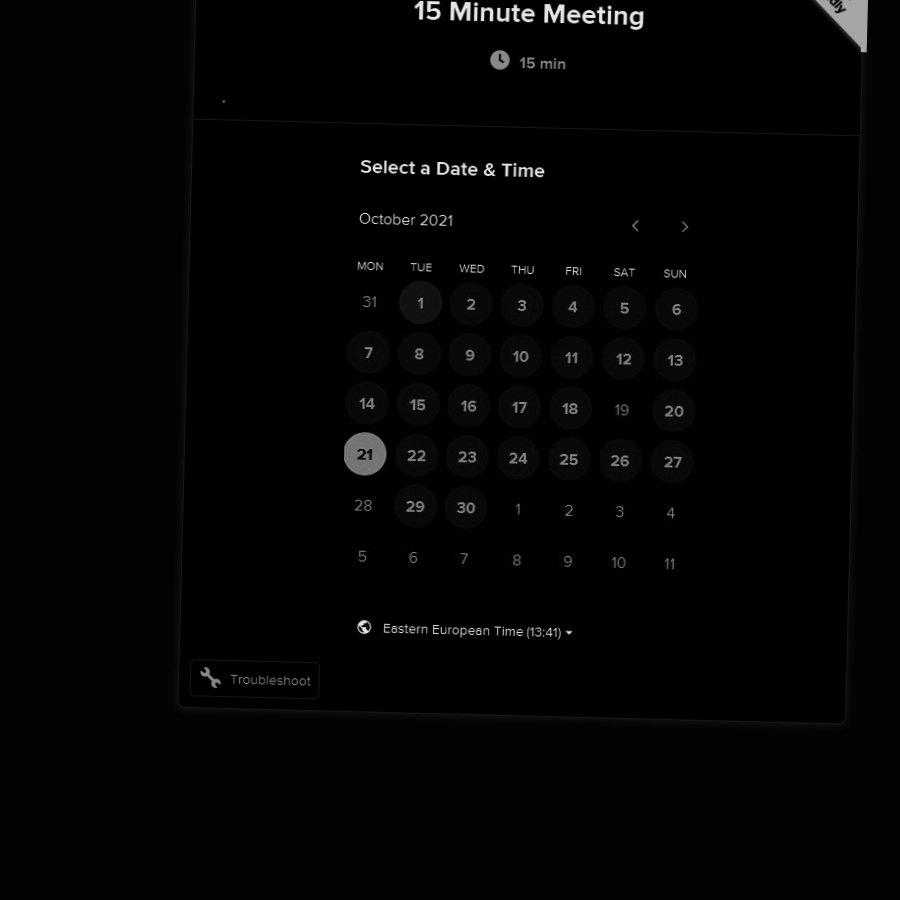 15 Minute Meeting
15 min
Select a Date & Time
October 2021
MON TUE WED THU FRI SAT SUN
31 1 2 3 4 5 6
7 8 9 10 11 12 13
14 15 16 17 18 19 20
21 22 23 24 25 26 27
28 29 30 1 2 3 4
5 6 7 8 9 10 11
Eastern European Time (13:41)
Troubleshoot